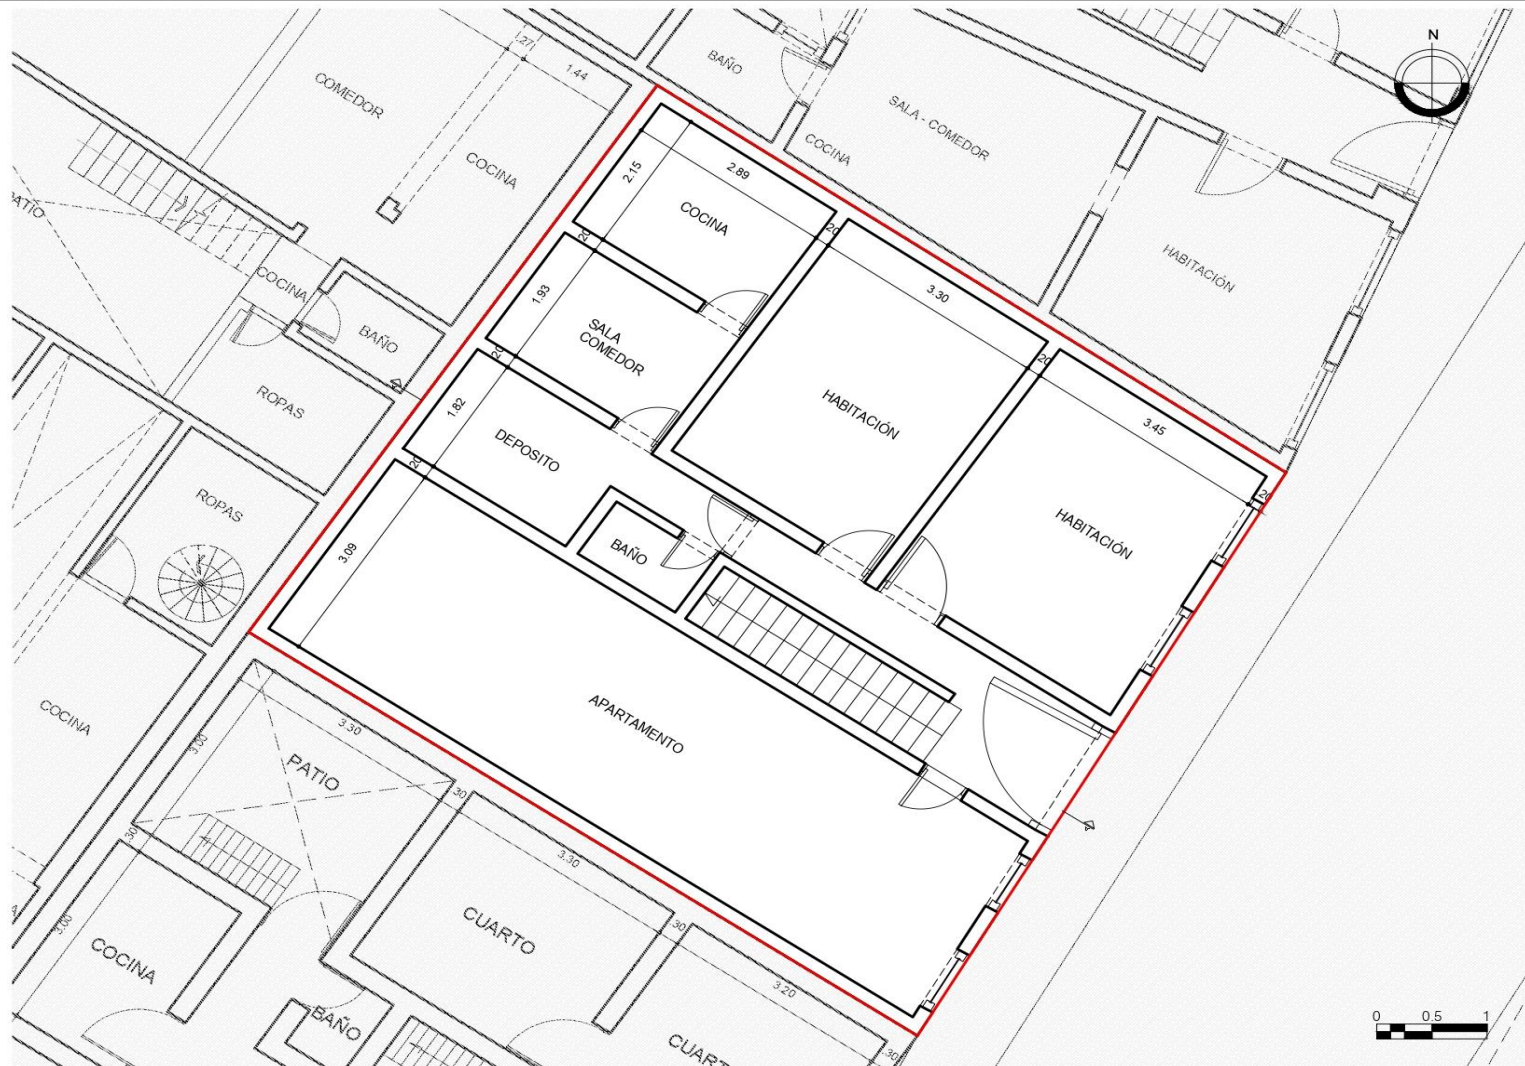 N
.27
1.44
BAÑO
COMEDOR
SALA - COMEDOR
COCINA
COCINA
PATIO
2.15
2.89
COCINA
.20
HABITACIÓN
.20
COCINA
1.93
3.30
BAÑO
SALA
COMEDOR
.20
.20
ROPAS
1.82
HABITACIÓN
3.45
DEPOSITO
.20
.20
ROPAS
HABITACIÓN
3.09
BAÑO
COCINA
APARTAMENTO
3.30
3.00
PATIO
.30
.30
3.30
3.00
COCINA
CUARTO
.30
3.20
BAÑO
CUART
.30
0 0.5 1